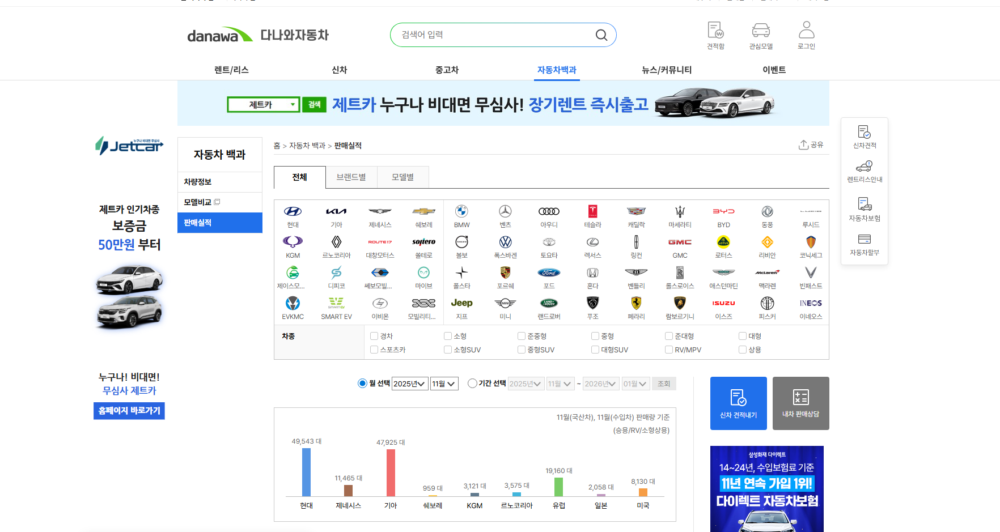 danawa 다나와자동차
검색어 입력
견적함
관심모델
로그인
렌트/리스
신차
중고차
자동차백과
뉴스/커뮤니티
이벤트
제트카
검색
제트카 누구나 비대면 무심사! 장기렌트 즉시출고
누구나 비대면 무심사
Jetcar
제트카 인기차종
보증금
50만원 부터
누구나! 비대면!
무심사 제트카
홈페이지 바로가기
자동차 백과
차량정보
모델비교
판매실적
홈 > 자동차 백과 > 판매실적
공유
전체
브랜드별
모델별
현대 기아 제네시스 쉐보레 BMW 벤츠 아우디 테슬라 캐딜락 마세라티 BYD 동풍 루시드
KGM 르노코리아 대창모터스 쏠테로 볼보 폭스바겐 토요타 렉서스 링컨 GMC 로터스 리비안 코닉세그
제이스모... 디피코 쎄보모빌... 마이브 폴스타 포르쉐 포드 혼다 벤틀리 롤스로이스 애스턴마틴 맥라렌 빈패스트
EVKMC SMART EV 이비온 모빌리티... 지프 미니 랜드로버 푸조 페라리 람보르기니 이스즈 피스커 이네오스
차종
경차 소형 준중형 중형 준대형 대형
스포츠카 소형SUV 중형SUV 대형SUV RV/MPV 상용
월 선택 2025년 11월 기간 선택 2025년 11월 ~ 2026년 01월 조회
11월(국산차), 11월(수입차) 판매량 기준
(승용/RV/소형상용)
49,543 대
11,465 대
47,925 대
959 대
3,121 대
3,575 대
19,160 대
2,058 대
8,130 대
현대 제네시스 기아 쉐보레 KGM 르노코리아 유럽 일본 미국
신차 견적내기
내차 판매상담
삼성화재 다이렉트
14~24년, 수입보험료 기준
11년 연속 가입 1위!
다이렉트 자동차보험
신차견적
렌트리스안내
자동차보험
자동차할부